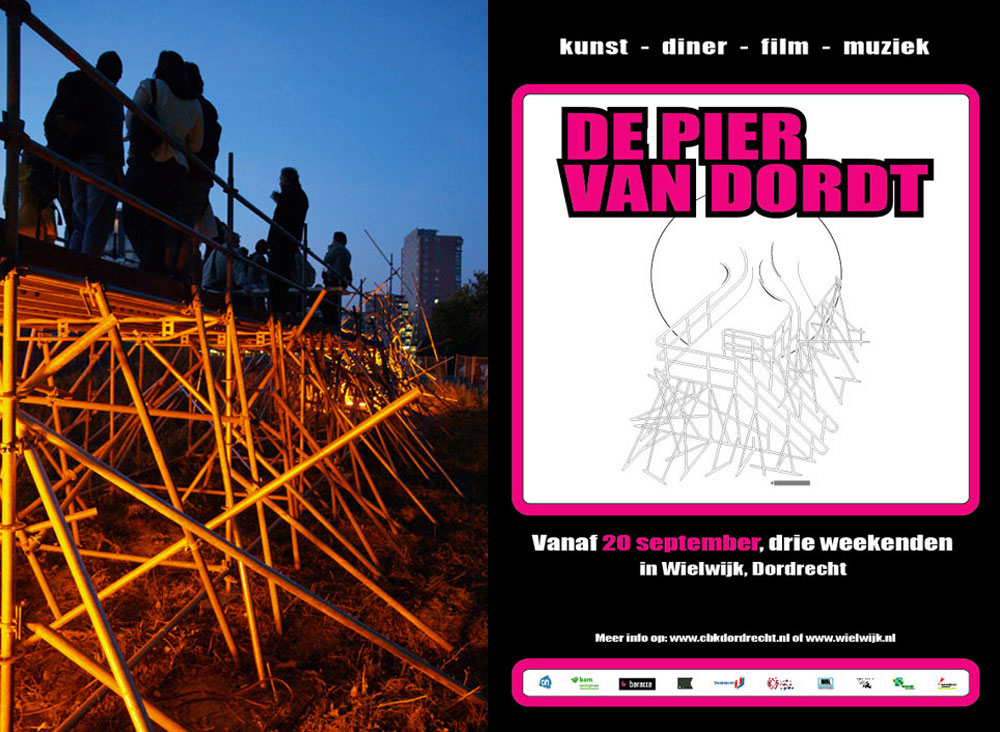 kunst - diner - film - muziek
DE PIER
VAN DORDT
Vanaf 20 september, drie weekenden
in Wielwijk, Dordrecht
Meer info op: www.cbkdordrecht.nl of www.wielwijk.nl
bam
baracca